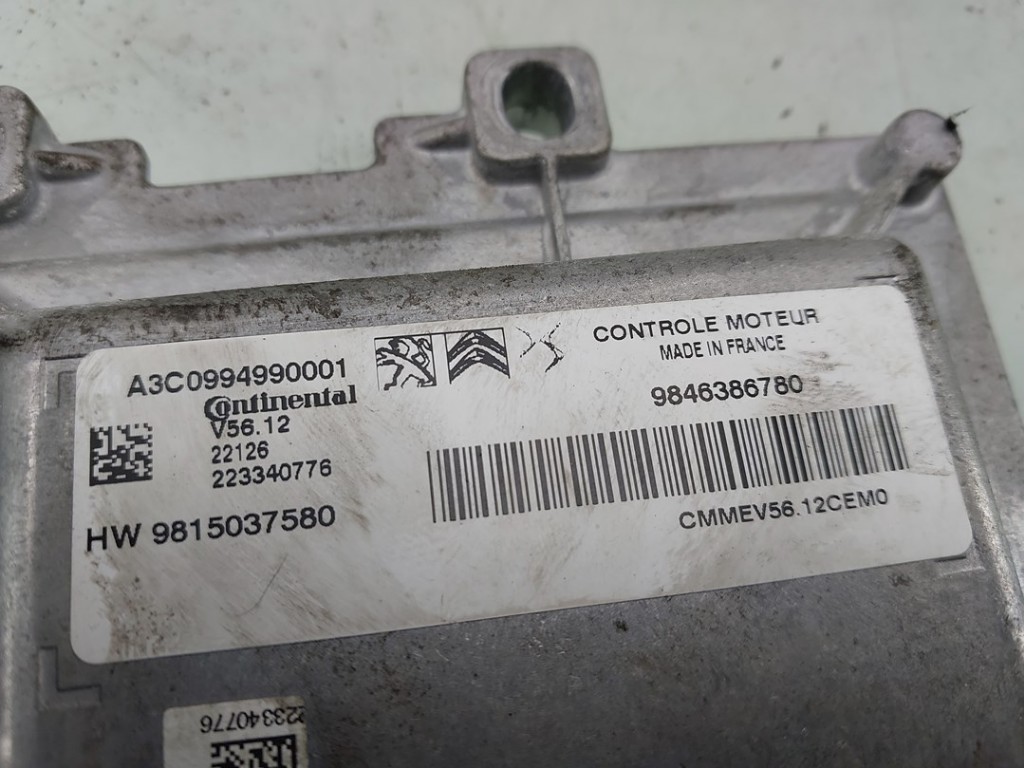 A3C0994990001
Continental
V56.12
22126
223340776
HW 9815037580
CONTROLE MOTEUR
MADE IN FRANCE
9846386780
CMMEV56.12CEM0
223340776